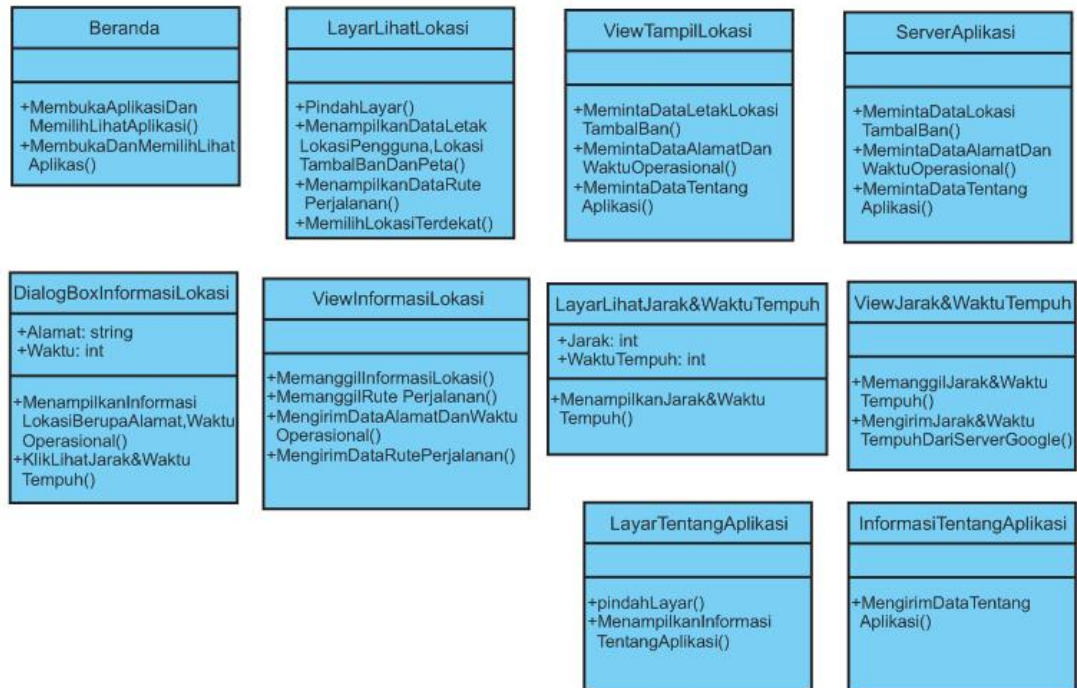 Beranda
+MembukaAplikasiDan
MemilihLihatAplikasi()
+MembukaDanMemilihLihat
Aplikas()
LayarLihatLokasi
+PindahLayar()
+MenampilkanDataLetak
LokasiPengguna,Lokasi
TambalBanDanPeta()
+MenampilkanDataRute
Perjalanan()
+MemilihLokasiTerdekat()
ViewTampilLokasi
+MemintaDataLetakLokasi
TambalBan()
+MemintaDataAlamatDan
WaktuOperasional()
+MemintaDataTentang
Aplikasi()
ServerAplikasi
+MemintaDataLokasi
TambalBan()
+MemintaDataAlamatDan
WaktuOperasional()
+MemintaDataTentang
Aplikasi()
DialogBoxInformasiLokasi
+Alamat: string
+Waktu: int
+MenampilkanInformasi
LokasiBerupaAlamat,Waktu
Operasional()
+KlikLihatJarak&Waktu
Tempuh()
ViewInformasiLokasi
+MemanggilInformasiLokasi()
+MemanggilRute Perjalanan()
+MengirimDataAlamatDanWaktu
Operasional()
+MengirimDataRutePerjalanan()
LayarLihatJarak&WaktuTempuh
+Jarak: int
+WaktuTempuh: int
+MenampilkanJarak&Waktu
Tempuh()
ViewJarak&WaktuTempuh
+MemanggilJarak&Waktu
Tempuh()
+MengirimJarak&Waktu
TempuhDariServerGoogle()
LayarTentangAplikasi
+pindahLayar()
+MenampilkanInformasi
TentangAplikasi()
InformasiTentangAplikasi
+MengirimDataTentang
Aplikasi()